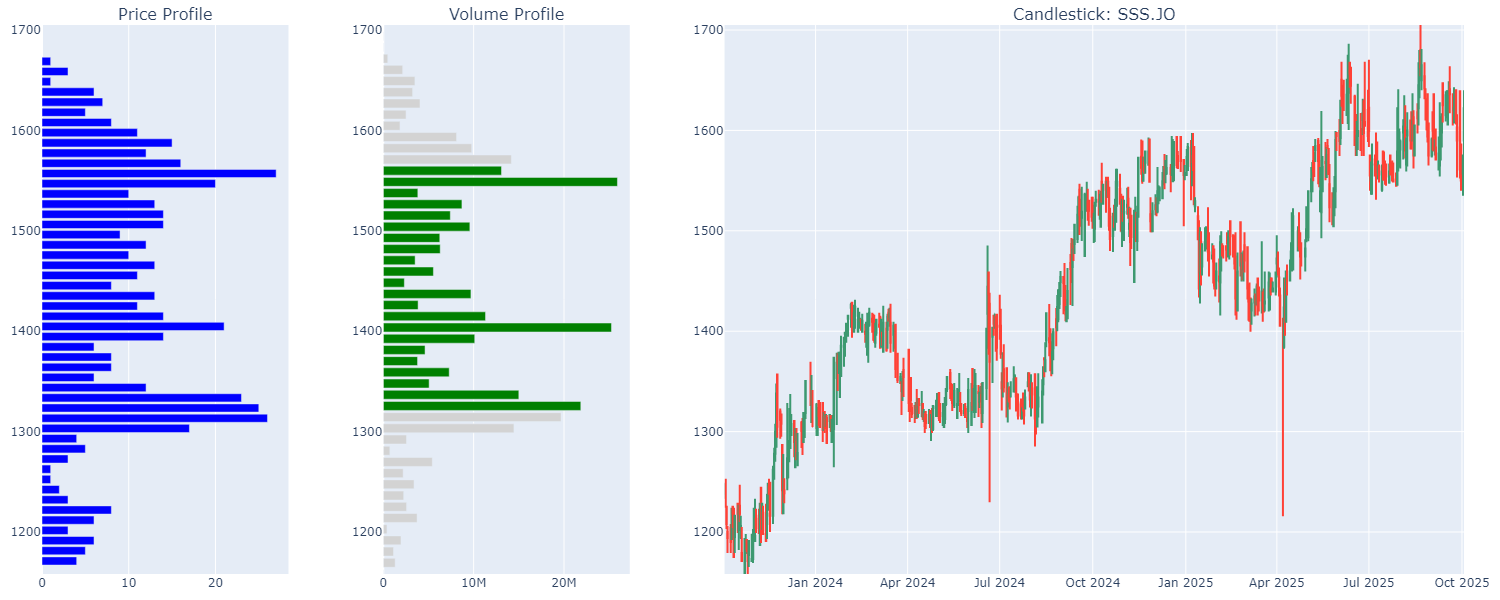 Price Profile
1700
1600
1500
1400
1300
1200
0
10
20
Volume Profile
1700
1600
1500
1400
1300
1200
0
10M
20M
Candlestick: SSS.JO
1700
1600
1500
1400
1300
1200
Jan 2024
Apr 2024
Jul 2024
Oct 2024
Jan 2025
Apr 2025
Jul 2025
Oct 2025